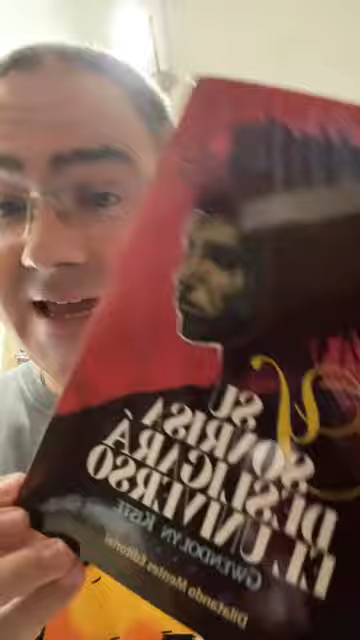 SU
SONRISA
DESLIGARÁ
EL UNIVERSO
GWENDOLYN KISTE
Dilatando Mentes Editorial